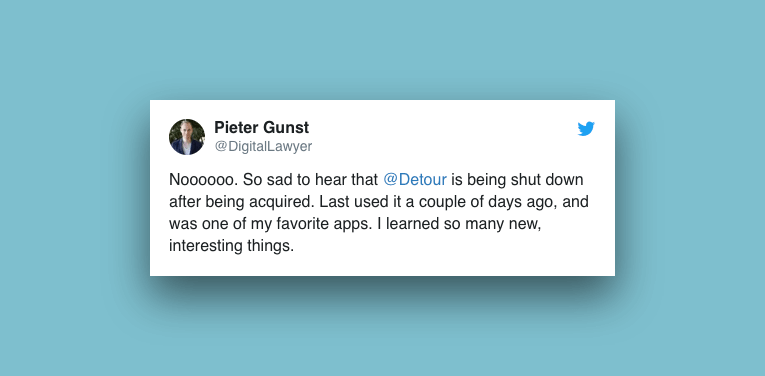 Pieter Gunst
@DigitalLawyer
Noooooo. So sad to hear that @Detour is being shut down
after being acquired. Last used it a couple of days ago, and
was one of my favorite apps. I learned so many new,
interesting things.